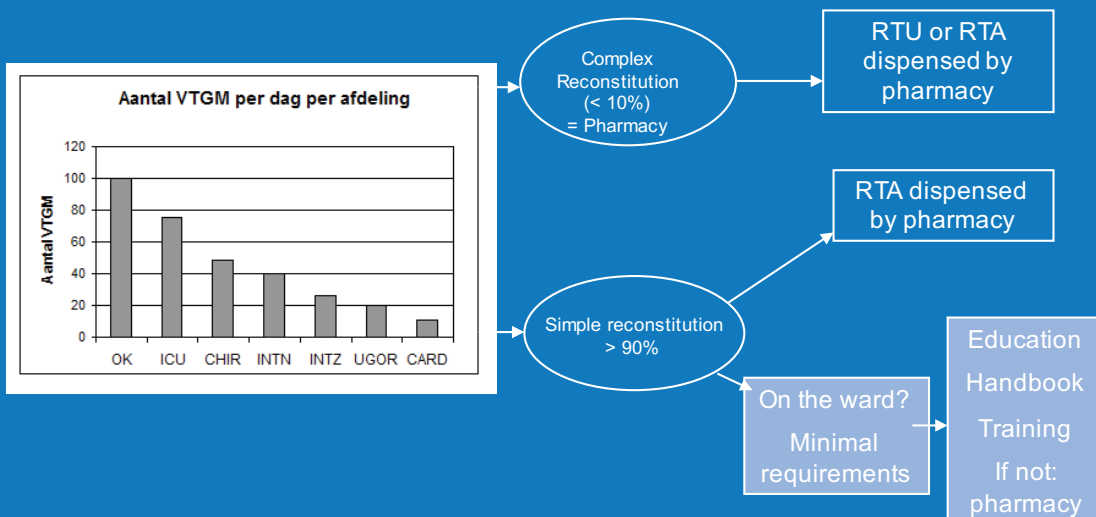 Aantal VTGM per dag per afdeling
Aantal VTGM
120
100
80
60
40
20
0
OK ICU CHIR INTN INTZ UGOR CARD
Complex
Reconstitution
(< 10%)
= Pharmacy
RTU or RTA
dispensed by
pharmacy
Simple reconstitution
> 90%
RTA dispensed
by pharmacy
On the ward?
Minimal
requirements
Education
Handbook
Training
If not:
pharmacy